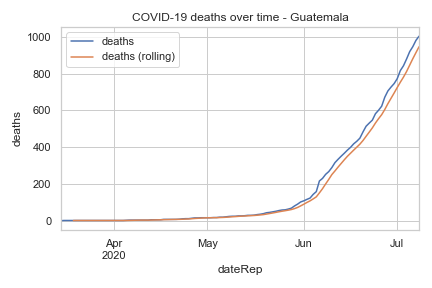 COVID-19 deaths over time - Guatemala
deaths
deaths (rolling)
1000
800
600
400
200
0
deaths
Apr
2020
May
Jun
Jul
dateRep